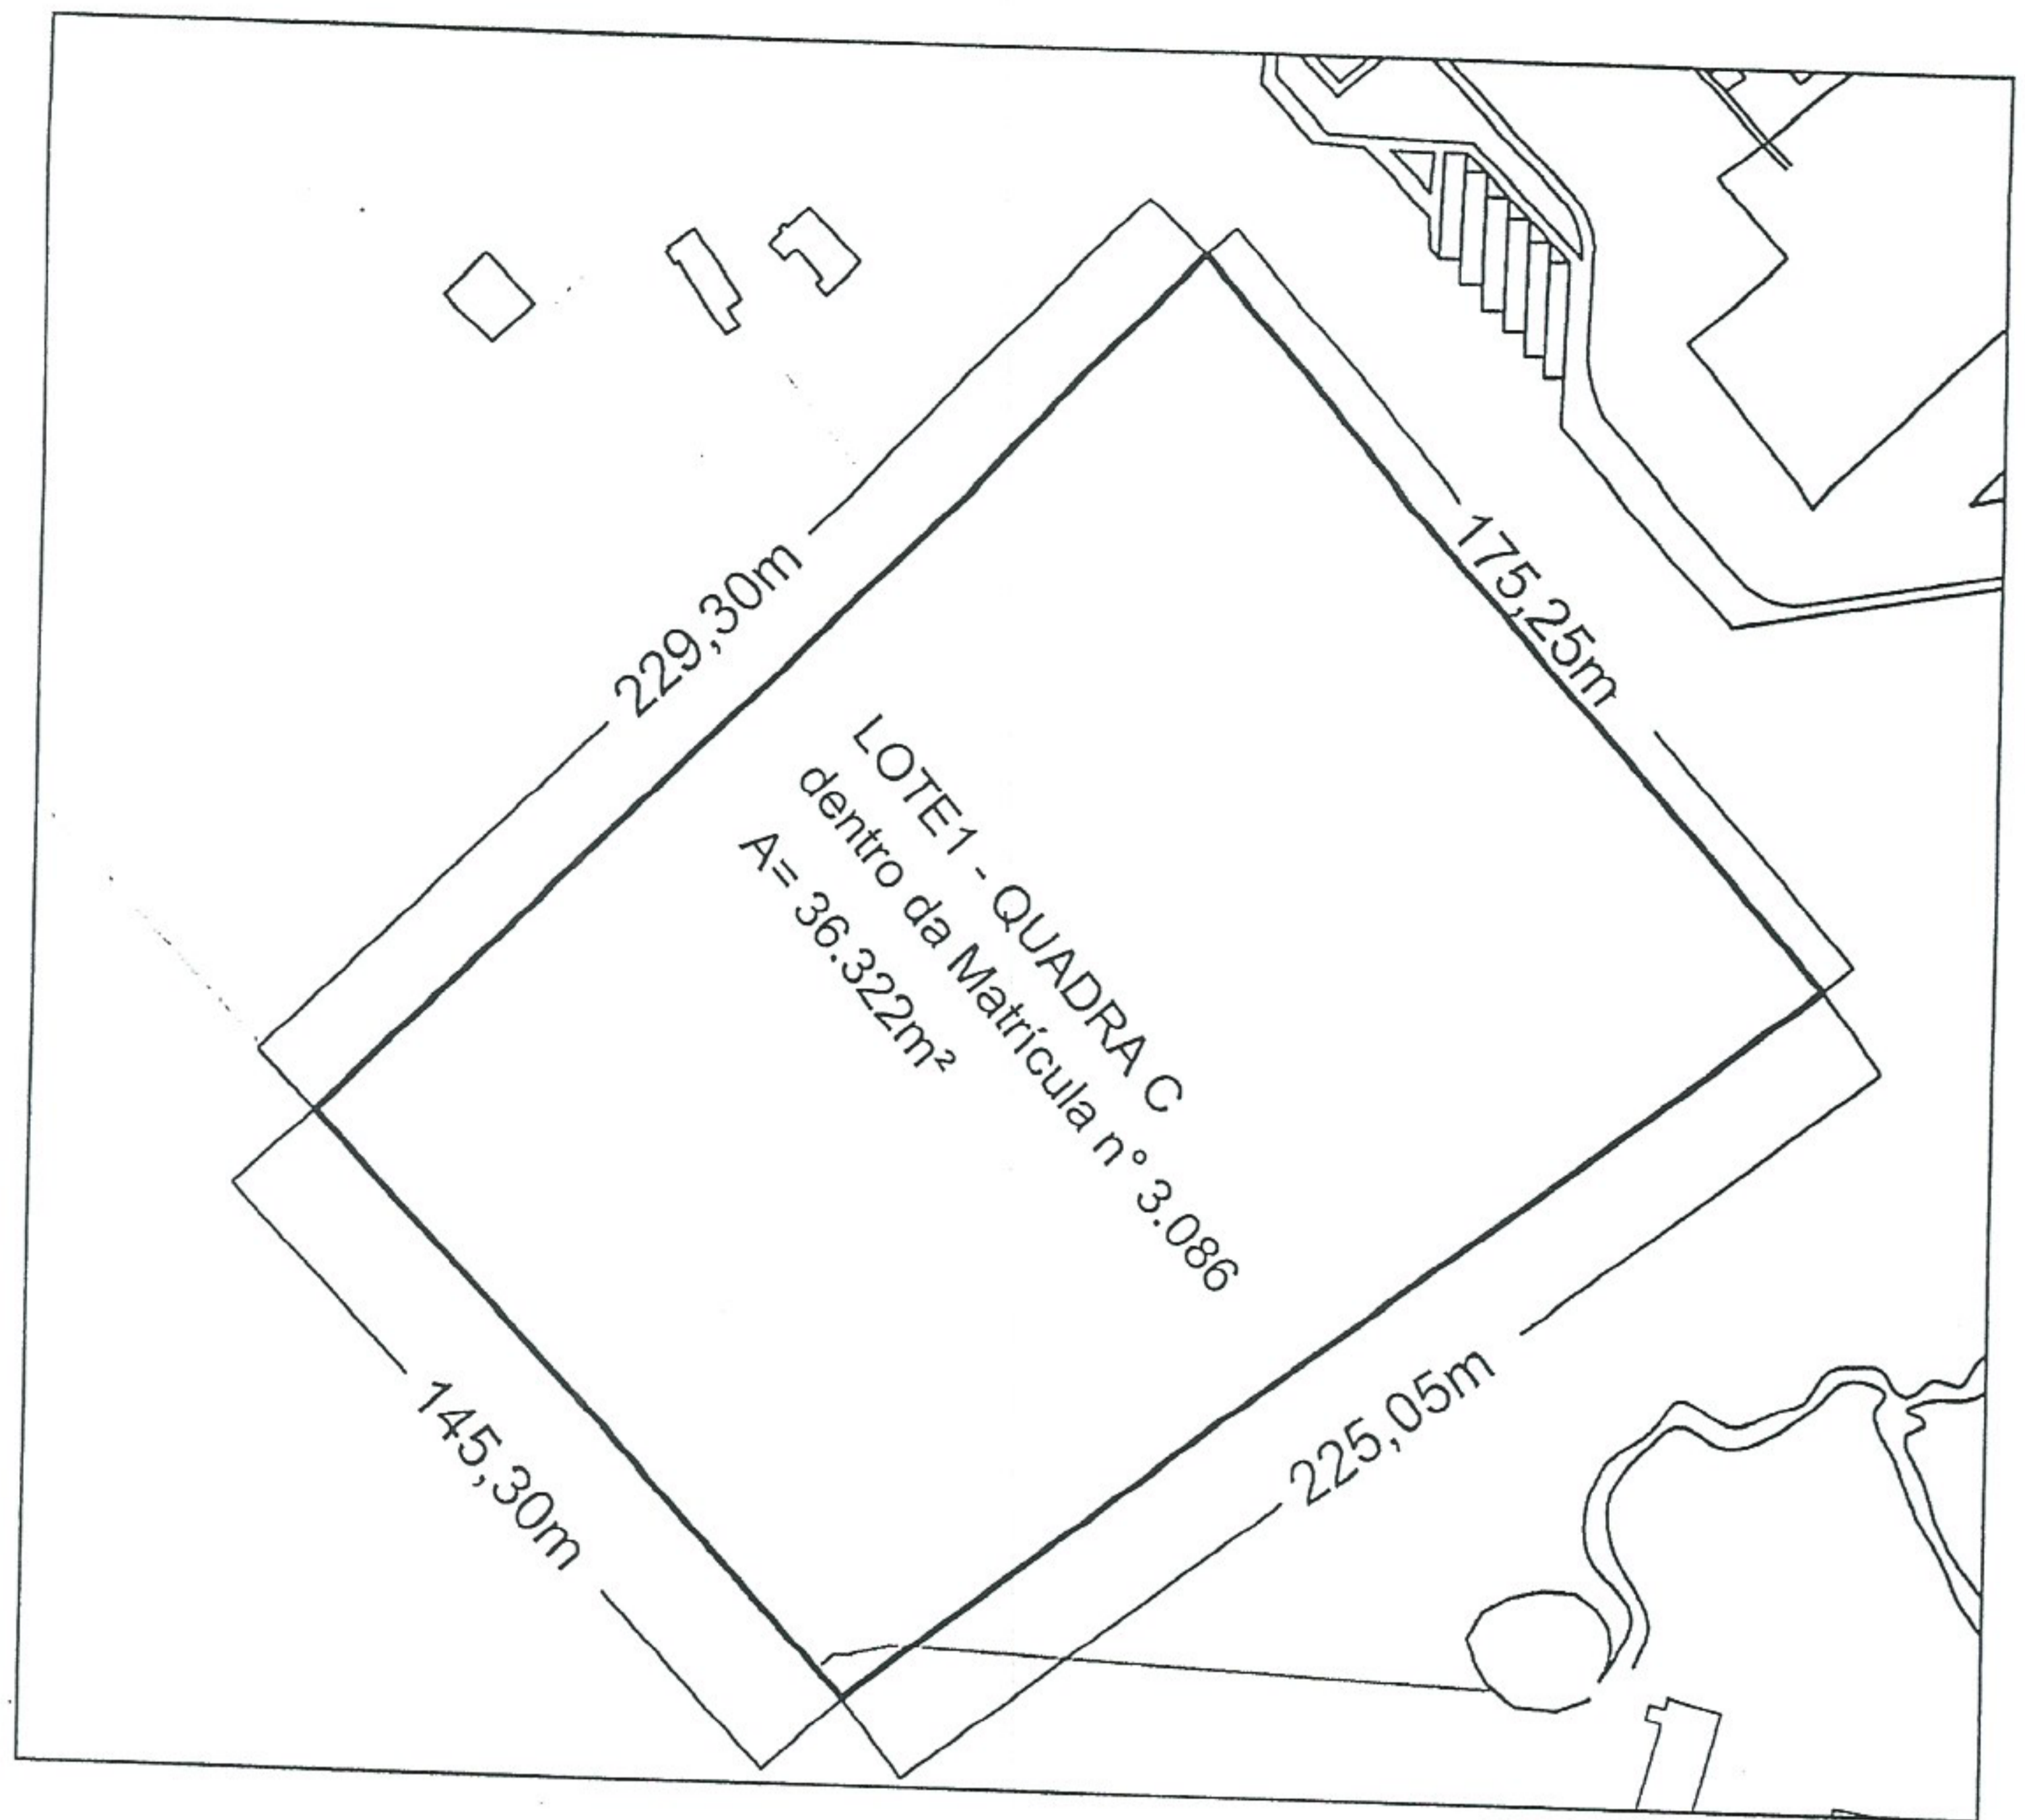 229,30m
175,25m
LOTE1 - QUADRA C
dentro da Matrícula n° 3.086
A= 36.322m²
145,30m
225,05m